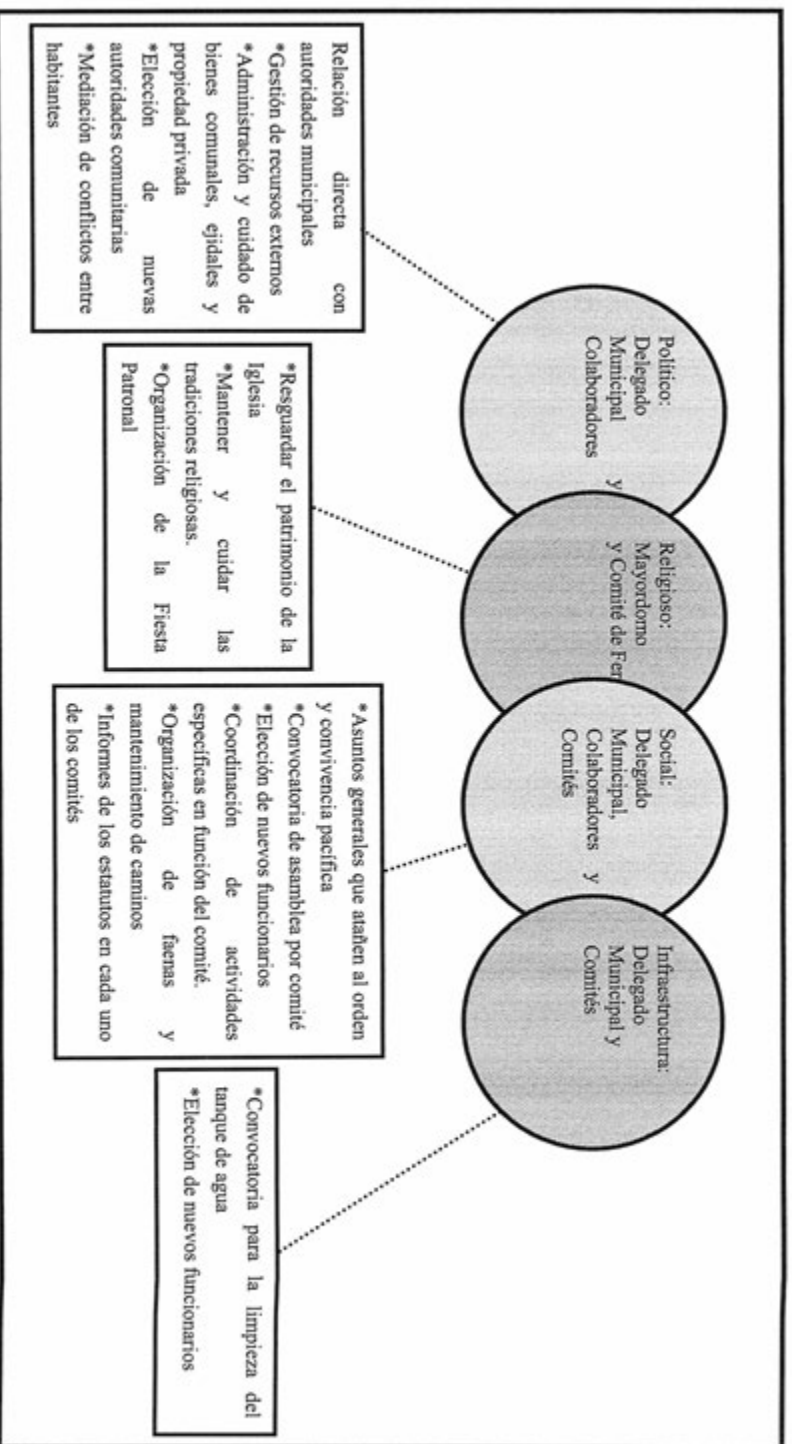 Político:
Delegado
Municipal y
Colaboradores
Religioso:
Mayordomo
y Comité de Fer
Social:
Delegado
Municipal,
Colaboradores y
Comités
Infraestructura:
Delegado
Municipal y
Comités
Relación directa con
autoridades municipales
*Gestión de recursos externos
*Administración y cuidado de
bienes comunales, ejidales y
propiedad privada
*Elección de nuevas
autoridades comunitarias
*Mediación de conflictos entre
habitantes
*Resguardar el patrimonio de la
Iglesia
*Mantener y cuidar las
tradiciones religiosas.
*Organización de la Fiesta
Patronal
*Asuntos generales que atañen al orden
y convivencia pacífica
*Convocatoria de asamblea por comité
*Elección de nuevos funcionarios
*Coordinación de actividades
específicas en función del comité.
*Organización de faenas y
mantenimiento de caminos
*Informes de los estatutos en cada uno
de los comités
*Convocatoria para la limpieza del
tanque de agua
*Elección de nuevos funcionarios